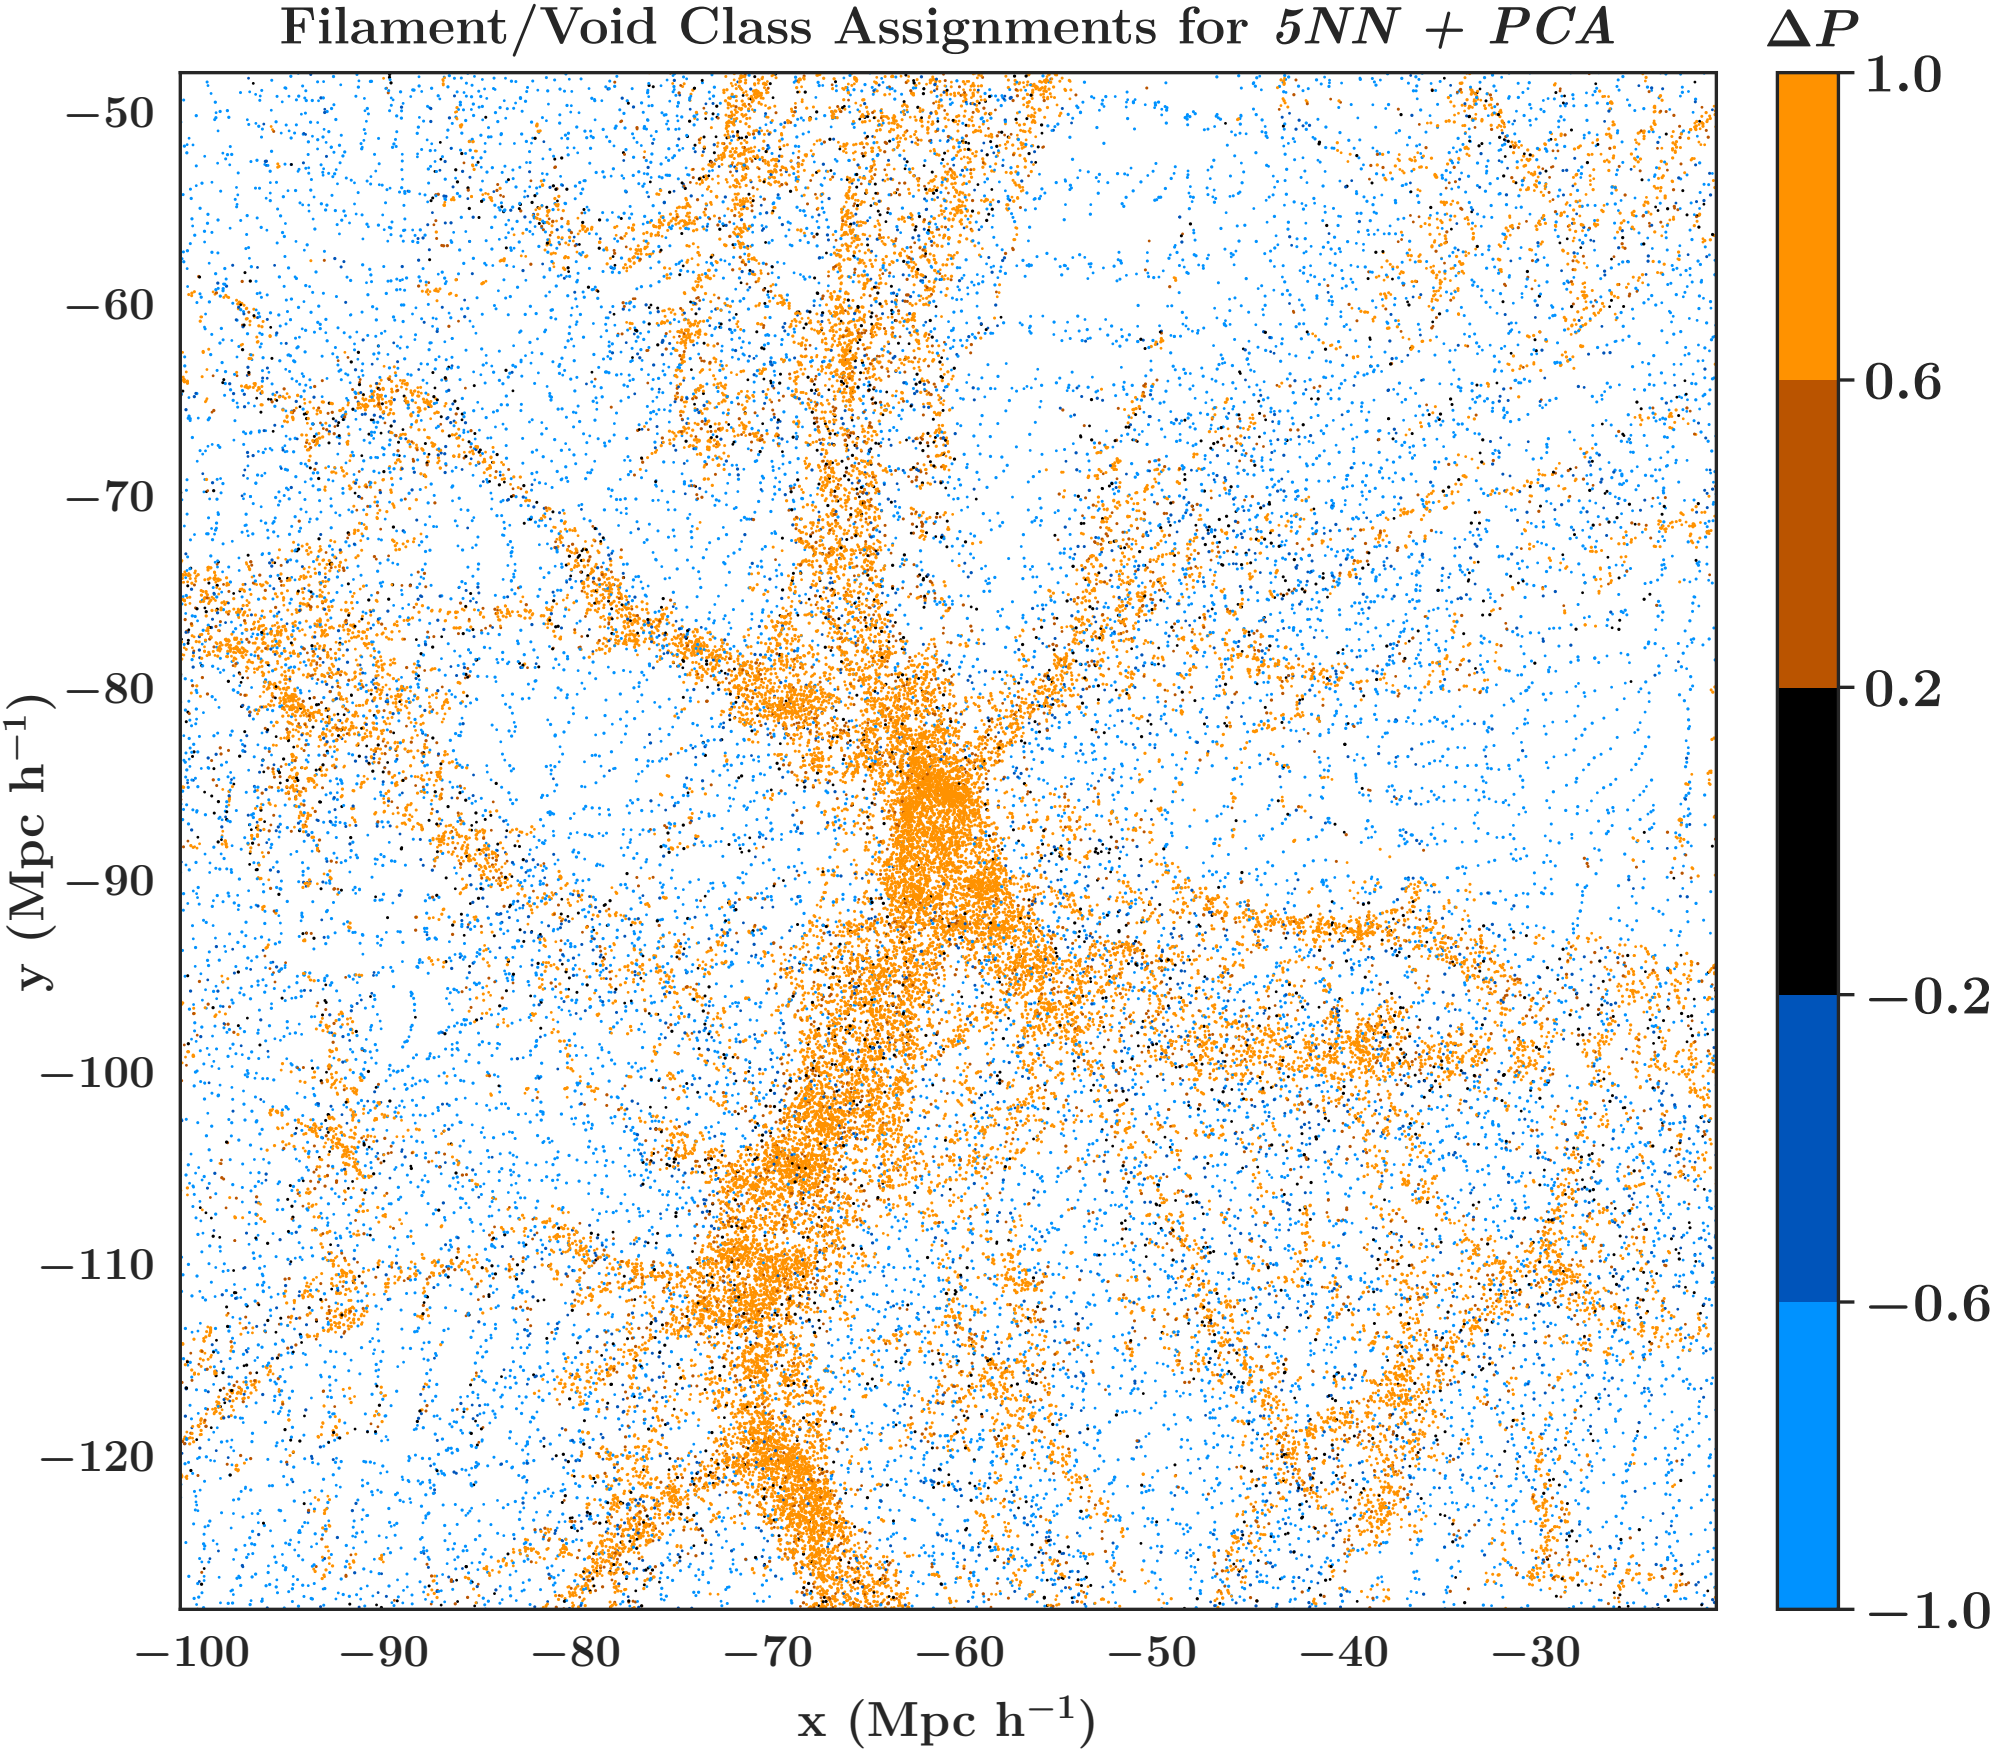 Filament/Void Class Assignments for 5NN + PCA
ΔP
1.0
0.6
0.2
−0.2
−0.6
−1.0
y (Mpc h⁻¹)
−50
−60
−70
−80
−90
−100
−110
−120
−100 −90 −80 −70 −60 −50 −40 −30
x (Mpc h⁻¹)